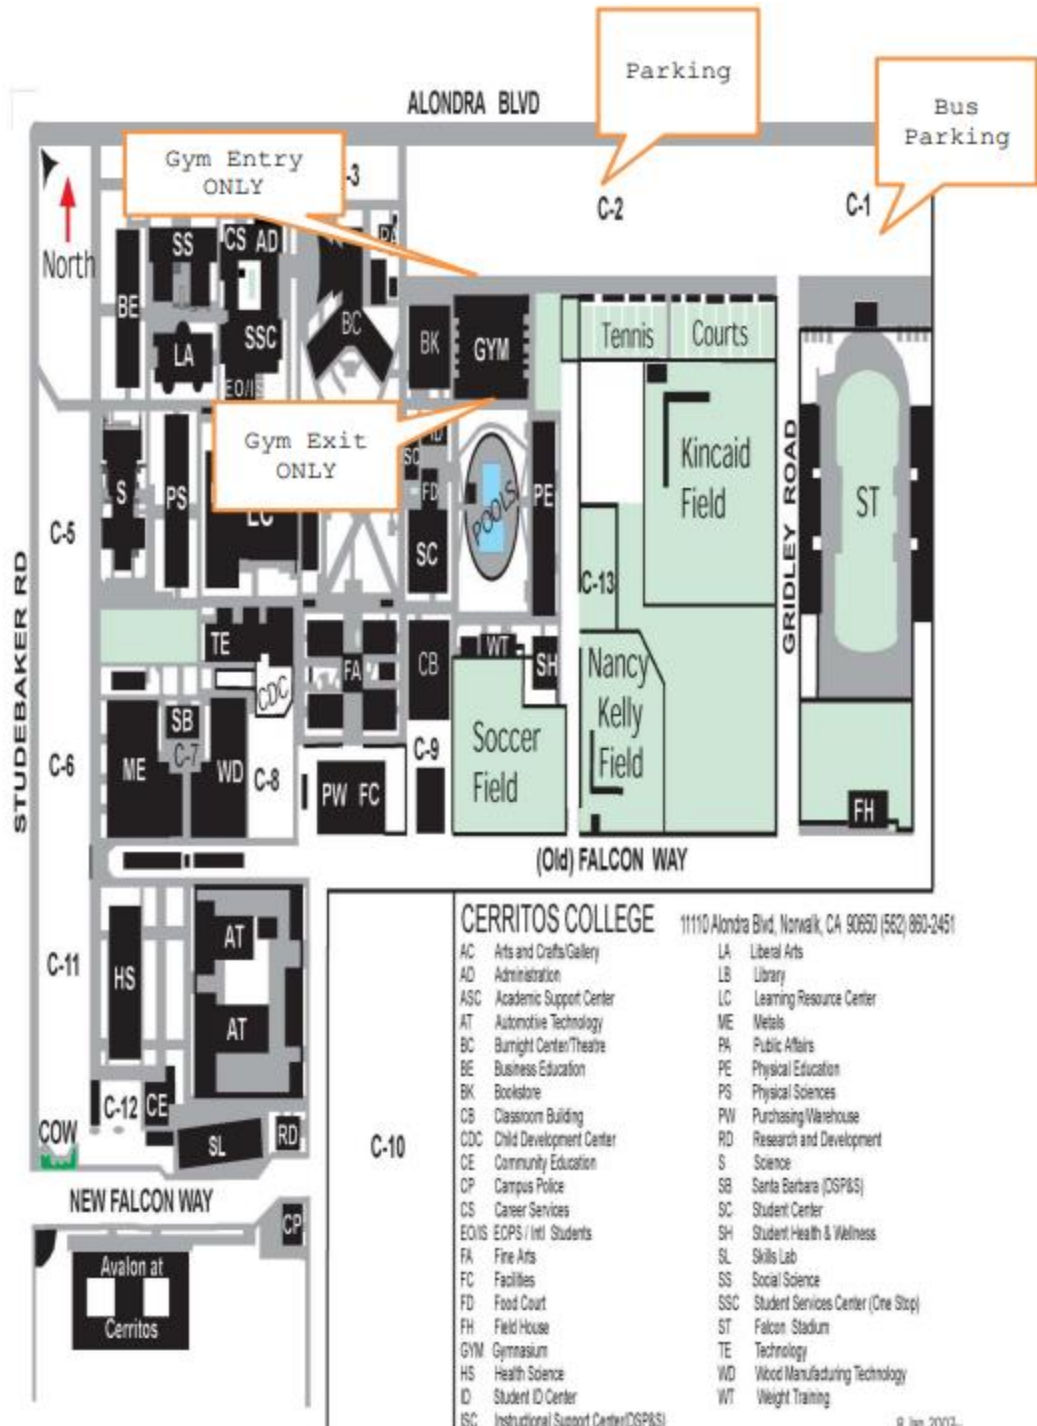 Parking
Bus
Parking
ALONDRA BLVD
Gym Entry
ONLY
-3
C-2
C-1
North
SS
CS AD
PA
BE
LA
SSC
BC
BK
GYM
Tennis Courts
EO/IS
Gym Exit
ONLY
ID
SC
FD
S
PS
LC
SC
POOLS
PE
Kincaid
Field
ST
C-5
C-13
STUDEBAKER RD
GRIDLEY ROAD
TE
FA
CB
WT
SH
CDC
Nancy
Kelly
Field
SB
C-7
C-6
ME
WD
C-8
C-9
Soccer
Field
PW FC
FH
(Old) FALCON WAY
C-11
HS
AT
AT
C-12
CE
COW
SL
RD
C-10
NEW FALCON WAY
CP
Avalon at
Cerritos
CERRITOS COLLEGE 11110 Alondra Blvd, Norwalk, CA 90650 (562) 860-2451
AC Arts and Crafts/Gallery
AD Administration
ASC Academic Support Center
AT Automotive Technology
BC Burnight Center/Theatre
BE Business Education
BK Bookstore
CB Classroom Building
CDC Child Development Center
CE Community Education
CP Campus Police
CS Career Services
EO/IS EOPS / Intl Students
FA Fine Arts
FC Facilities
FD Food Court
FH Field House
GYM Gymnasium
HS Health Science
ID Student ID Center
ISC Instructional Support Center(DSP&S)
LA Liberal Arts
LB Library
LC Learning Resource Center
ME Metals
PA Public Affairs
PE Physical Education
PS Physical Sciences
PW Purchasing/Warehouse
RD Research and Development
S Science
SB Santa Barbara (DSP&S)
SC Student Center
SH Student Health & Wellness
SL Skills Lab
SS Social Science
SSC Student Services Center (One Stop)
ST Falcon Stadium
TE Technology
WD Wood Manufacturing Technology
WT Weight Training